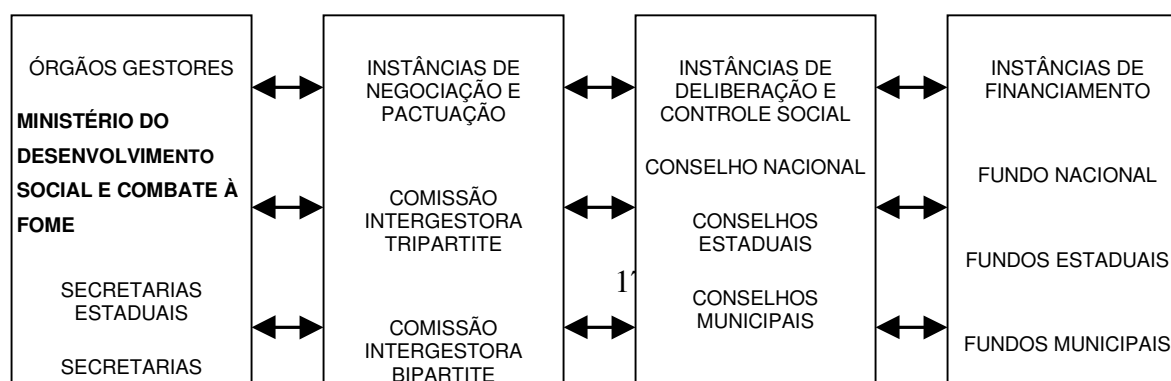 ÓRGÃOS GESTORES
MINISTÉRIO DO
DESENVOLVIMENTO
SOCIAL E COMBATE À
FOME
SECRETARIAS
ESTADUAIS
SECRETARIAS
INSTÂNCIAS DE
NEGOCIAÇÃO E
PACTUAÇÃO
COMISSÃO
INTERGESTORA
TRIPARTITE
COMISSÃO
INTERGESTORA
BIPARTITE
INSTÂNCIAS DE
DELIBERAÇÃO E
CONTROLE SOCIAL
CONSELHO NACIONAL
CONSELHOS
ESTADUAIS
CONSELHOS
MUNICIPAIS
INSTÂNCIAS DE
FINANCIAMENTO
FUNDO NACIONAL
FUNDOS ESTADUAIS
FUNDOS MUNICIPAIS